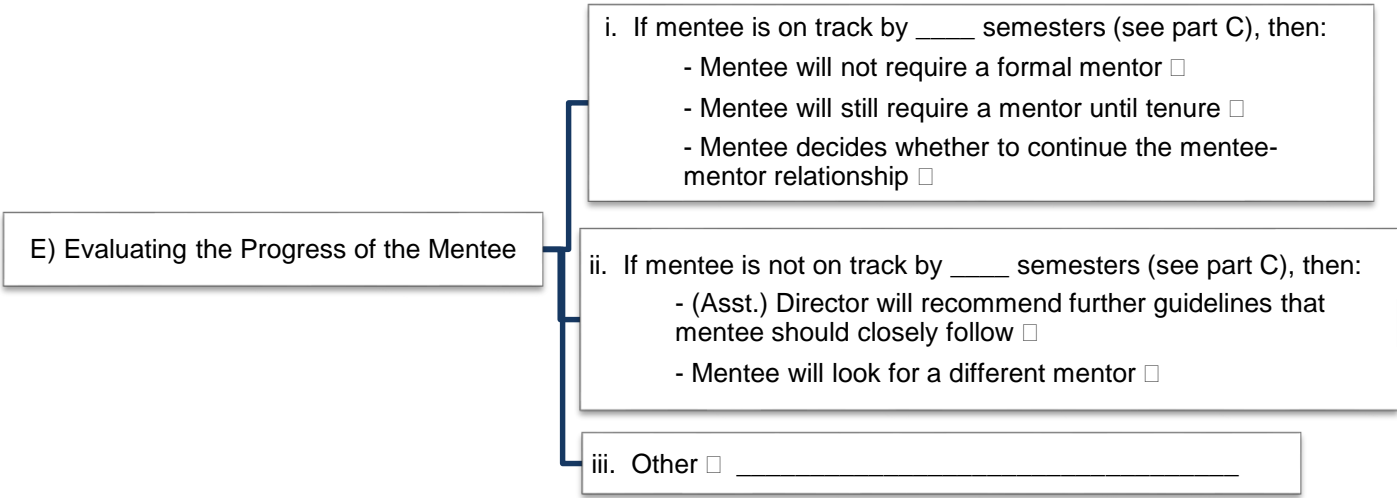 E) Evaluating the Progress of the Mentee
i. If mentee is on track by ____ semesters (see part C), then:
- Mentee will not require a formal mentor □
- Mentee will still require a mentor until tenure □
- Mentee decides whether to continue the mentee-
mentor relationship □
ii. If mentee is not on track by ____ semesters (see part C), then:
- (Asst.) Director will recommend further guidelines that
mentee should closely follow □
- Mentee will look for a different mentor □
iii. Other □ __________________________________